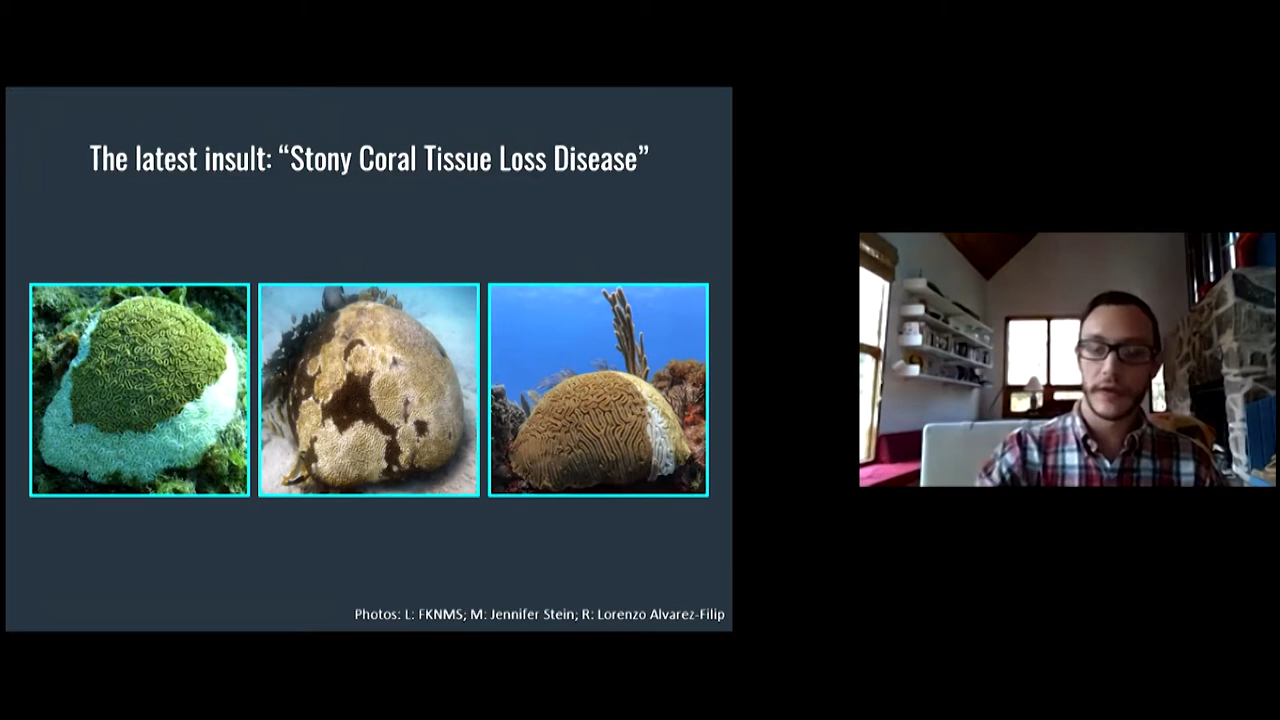 The latest insult: “Stony Coral Tissue Loss Disease”
Photos: L: FKNMS; M: Jennifer Stein; R: Lorenzo Alvarez-Filip